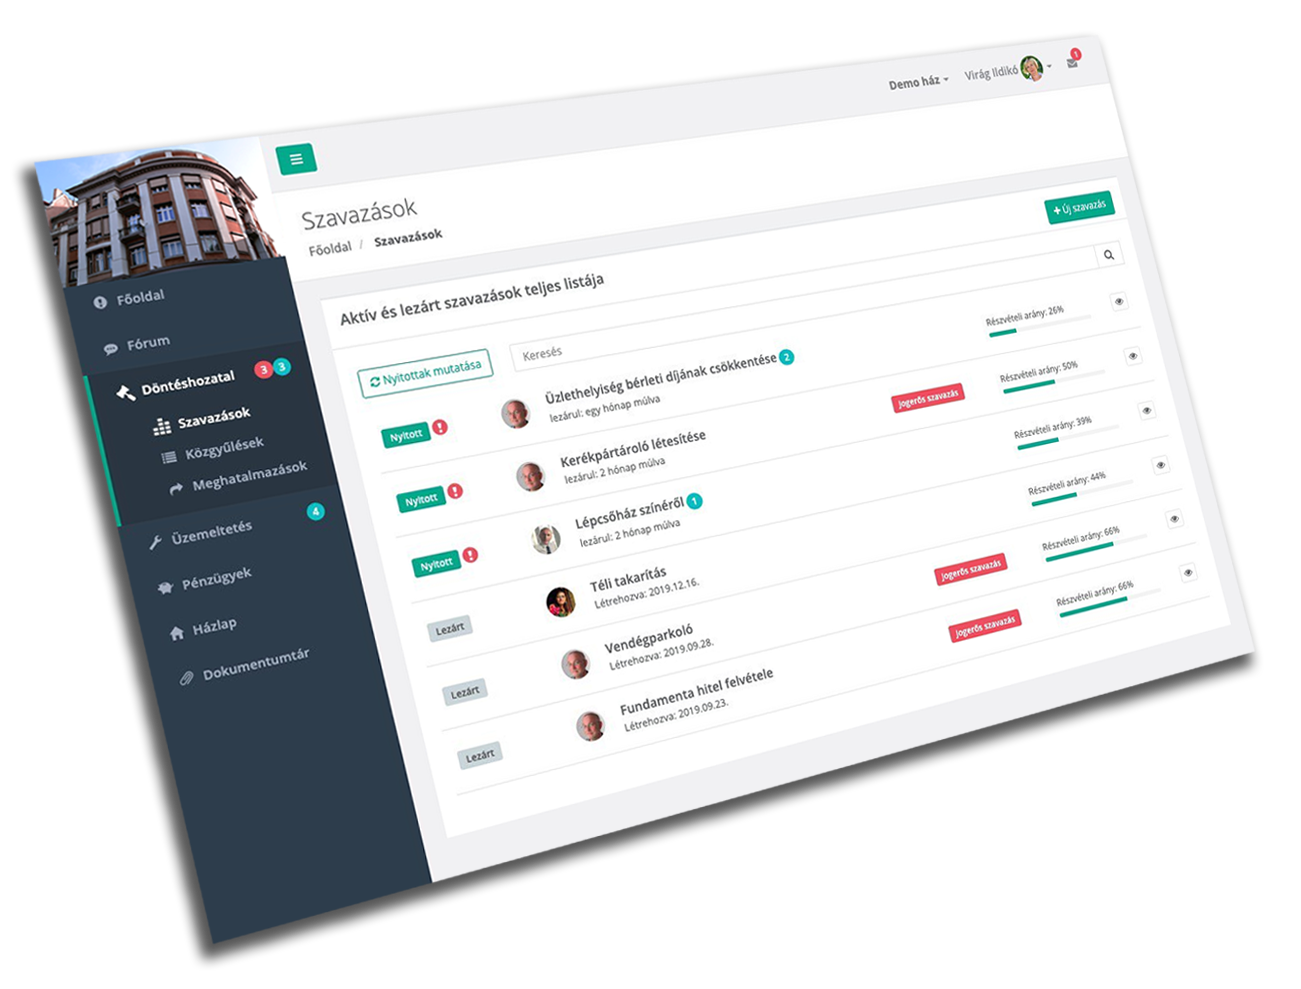 Demo ház
Virág Ildikó
1
Szavazások
Főoldal / Szavazások
+ Új szavazás
Főoldal
Fórum
Döntéshozatal 3 3
Szavazások
Közgyűlések
Meghatalmazások
Üzemeltetés 4
Pénzügyek
Házlap
Dokumentumtár
Aktív és lezárt szavazások teljes listája
Nyitottak mutatása
Keresés
Nyitott !
Üzlethelyiség bérleti díjának csökkentése 2
lezárul: egy hónap múlva
Részvételi arány: 26%
Nyitott !
Kerékpártároló létesítése
lezárul: 2 hónap múlva
Jogerős szavazás
Részvételi arány: 50%
Nyitott !
Lépcsőház színéről 1
lezárul: 2 hónap múlva
Részvételi arány: 39%
Lezárt
Téli takarítás
Létrehozva: 2019.12.16.
Részvételi arány: 44%
Lezárt
Vendégparkoló
Létrehozva: 2019.09.28.
Jogerős szavazás
Részvételi arány: 66%
Lezárt
Fundamenta hitel felvétele
Létrehozva: 2019.09.23.
Jogerős szavazás
Részvételi arány: 66%